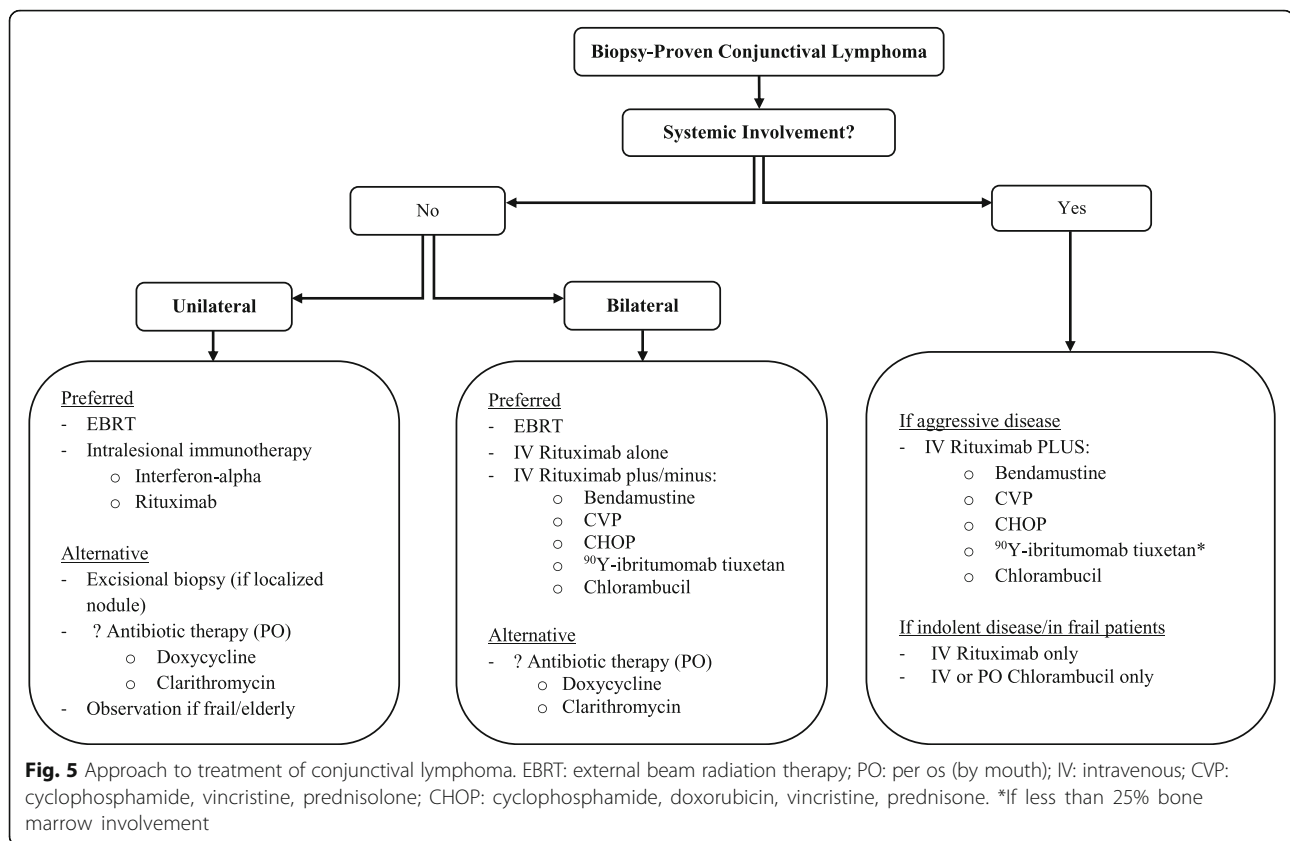 Biopsy-Proven Conjunctival Lymphoma
Systemic Involvement?
No
Yes
Unilateral
Bilateral
Preferred
- EBRT
- Intralesional immunotherapy
o Interferon-alpha
o Rituximab
Alternative
- Excisional biopsy (if localized
nodule)
- ? Antibiotic therapy (PO)
o Doxycycline
o Clarithromycin
- Observation if frail/elderly
Preferred
- EBRT
- IV Rituximab alone
- IV Rituximab plus/minus:
o Bendamustine
o CVP
o CHOP
o ⁹⁰Y-ibritumomab tiuxetan
o Chlorambucil
Alternative
- ? Antibiotic therapy (PO)
o Doxycycline
o Clarithromycin
If aggressive disease
- IV Rituximab PLUS:
o Bendamustine
o CVP
o CHOP
o ⁹⁰Y-ibritumomab tiuxetan*
o Chlorambucil
If indolent disease/in frail patients
- IV Rituximab only
- IV or PO Chlorambucil only
Fig. 5 Approach to treatment of conjunctival lymphoma. EBRT: external beam radiation therapy; PO: per os (by mouth); IV: intravenous; CVP:
cyclophosphamide, vincristine, prednisolone; CHOP: cyclophosphamide, doxorubicin, vincristine, prednisone. *If less than 25% bone
marrow involvement